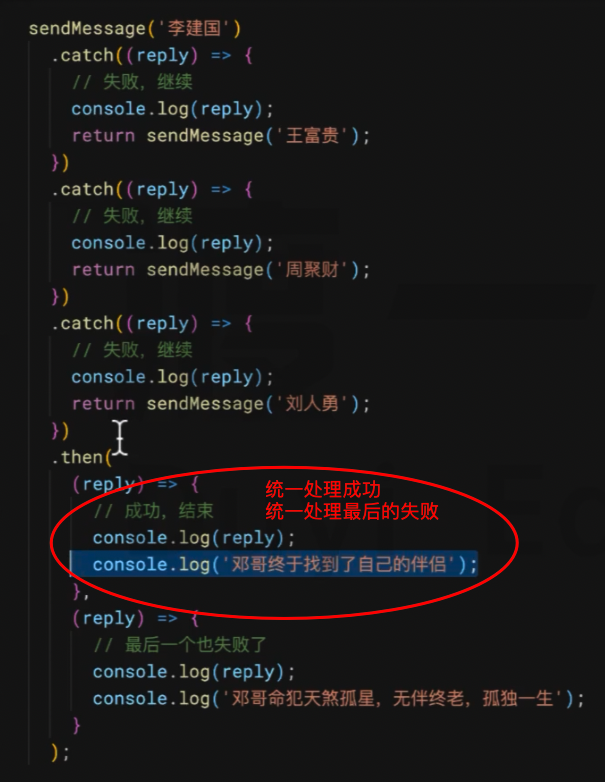 sendMessage('李建国')
.catch((reply) => {
// 失败，继续
console.log(reply);
return sendMessage('王富贵');
})
.catch((reply) => {
// 失败，继续
console.log(reply);
return sendMessage('周聚财');
})
.catch((reply) => {
// 失败，继续
console.log(reply);
return sendMessage('刘人勇');
})
.then(
(reply) => {
统一处理成功
// 成功，结束
统一处理最后的失败
console.log(reply);
console.log('邓哥终于找到了自己的伴侣');
},
(reply) => {
// 最后一个也失败了
console.log(reply);
console.log('邓哥命犯天煞孤星，无伴终老，孤独一生');
}
);